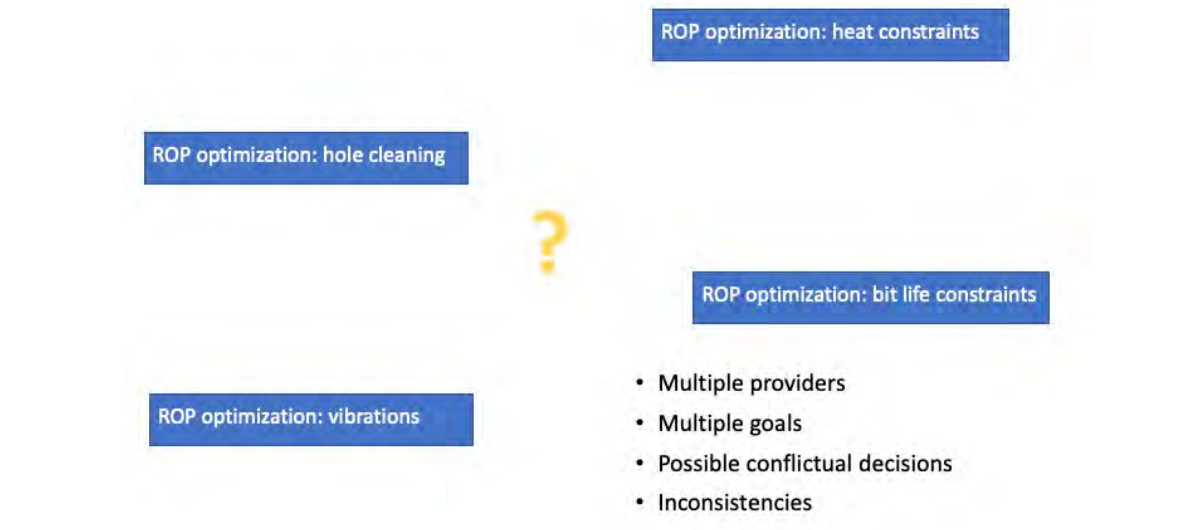 ROP optimization: heat constraints
ROP optimization: hole cleaning
?
ROP optimization: bit life constraints
ROP optimization: vibrations
• Multiple providers
• Multiple goals
• Possible conflictual decisions
• Inconsistencies